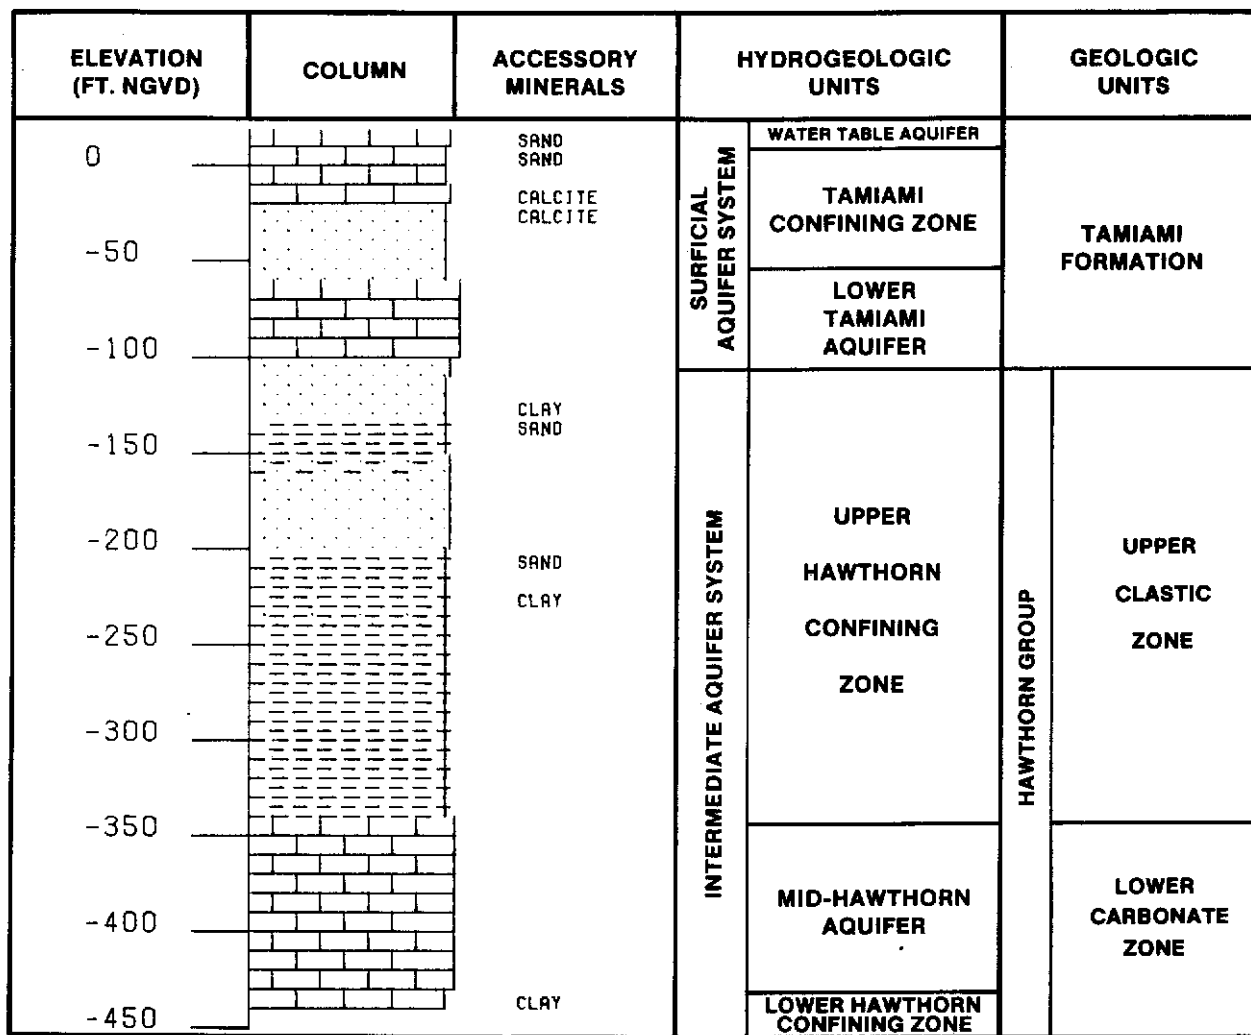 ELEVATION
(FT. NGVD)
COLUMN
ACCESSORY
MINERALS
HYDROGEOLOGIC
UNITS
GEOLOGIC
UNITS
0
-50
-100
-150
-200
-250
-300
-350
-400
-450
SAND
SAND
CALCITE
CALCITE
CLAY
SAND
SAND
CLAY
CLAY
SURFICIAL
AQUIFER SYSTEM
INTERMEDIATE AQUIFER SYSTEM
WATER TABLE AQUIFER
TAMIAMI
CONFINING ZONE
LOWER
TAMIAMI
AQUIFER
UPPER
HAWTHORN
CONFINING
ZONE
MID-HAWTHORN
AQUIFER
LOWER HAWTHORN
CONFINING ZONE
TAMIAMI
FORMATION
HAWTHORN GROUP
UPPER
CLASTIC
ZONE
LOWER
CARBONATE
ZONE